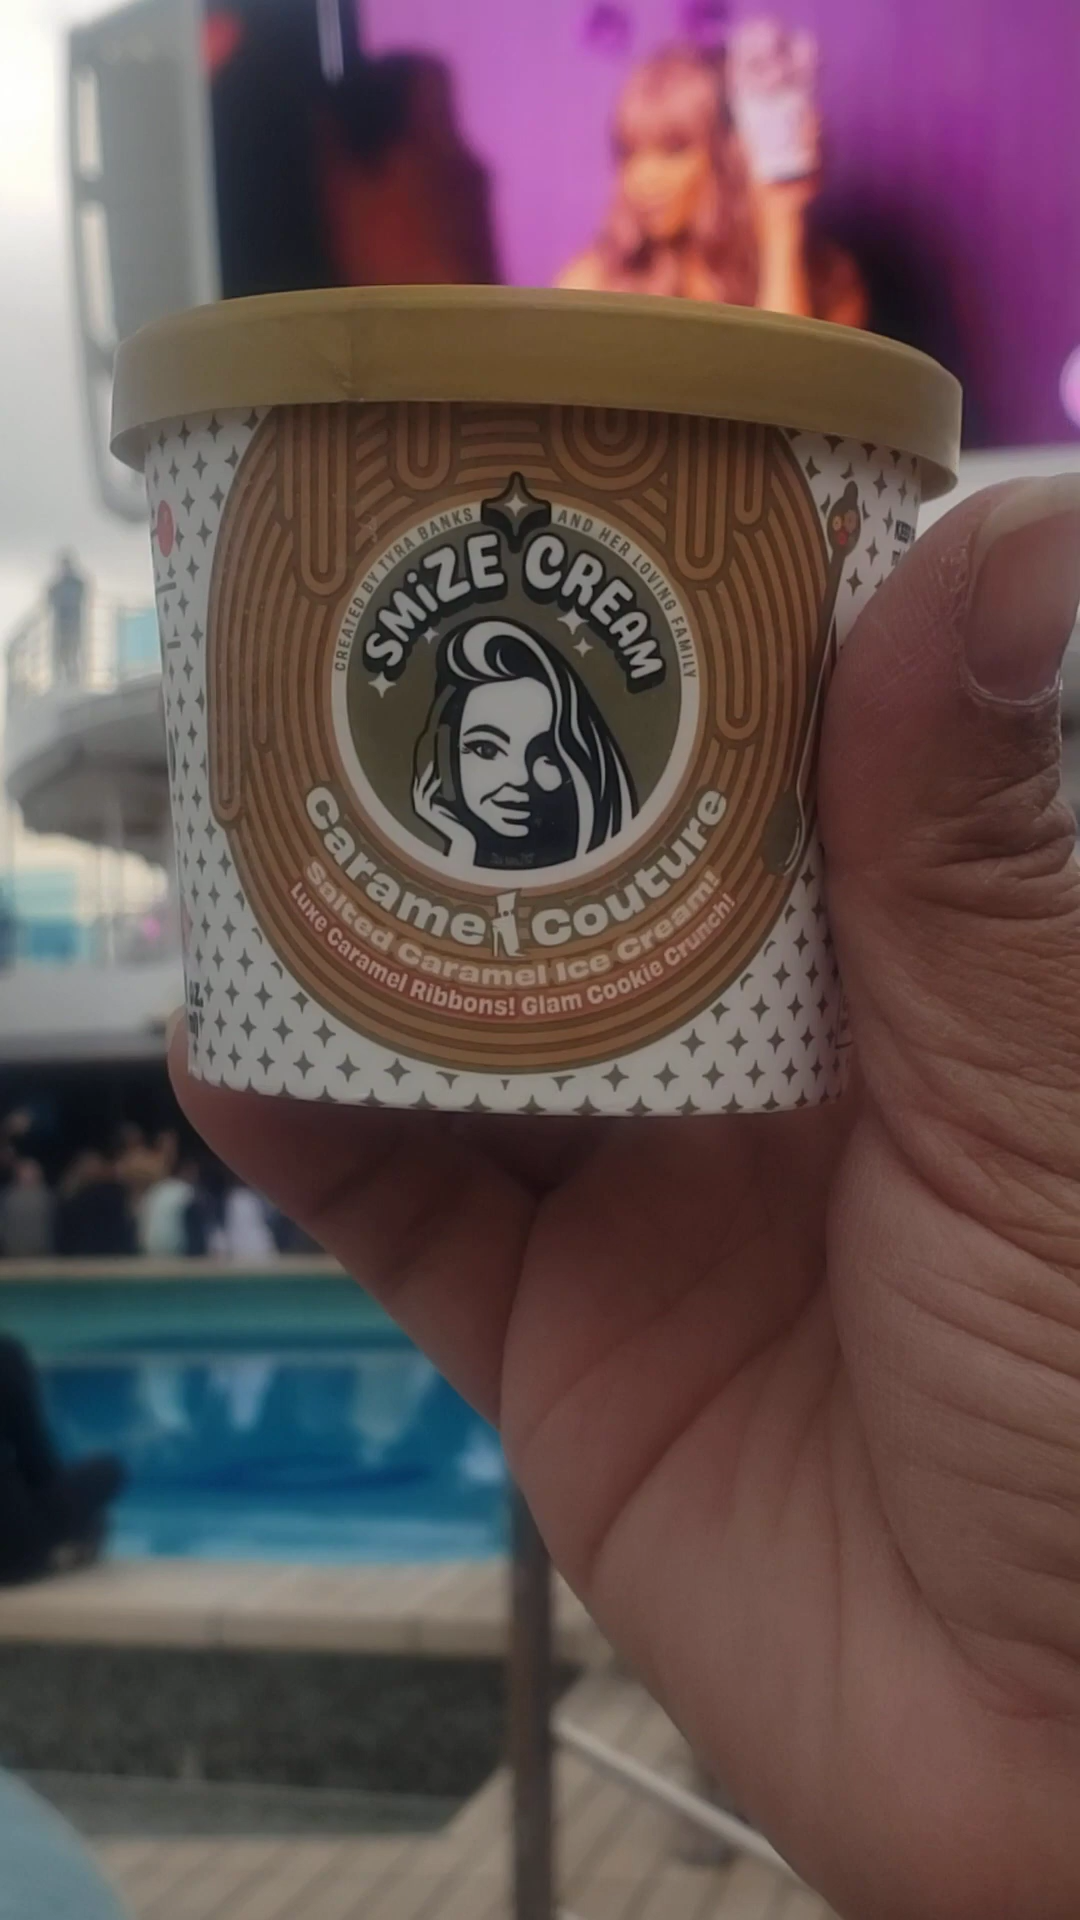 CREATED BY TYRA BANKS AND HER LOVING FAMILY
SMiZE CREAM
Caramel Couture
Salted Caramel Ice Cream!
Luxe Caramel Ribbons! Glam Cookie Crunch!